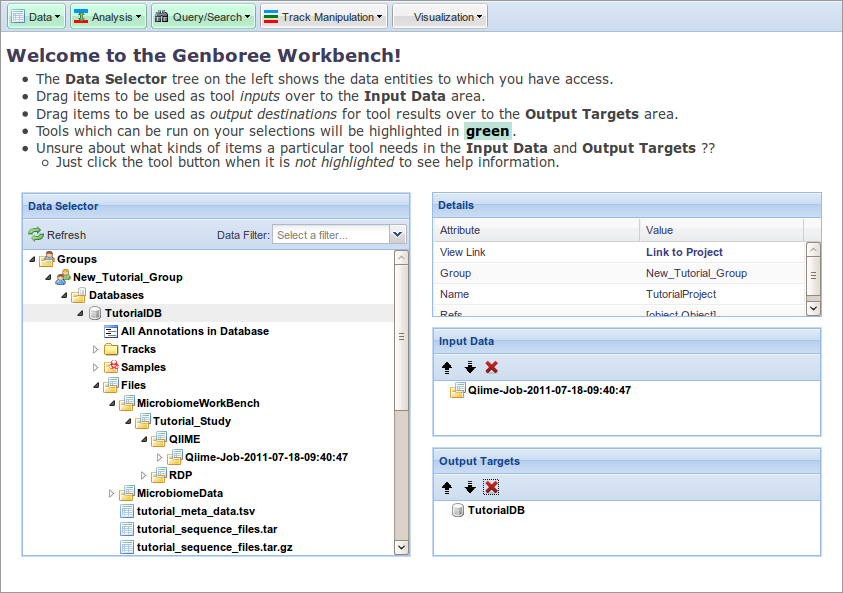 Data Analysis Query/Search Track Manipulation Visualization
Welcome to the Genboree Workbench!
The Data Selector tree on the left shows the data entities to which you have access.
Drag items to be used as tool inputs over to the Input Data area.
Drag items to be used as output destinations for tool results over to the Output Targets area.
Tools which can be run on your selections will be highlighted in green.
Unsure about what kinds of items a particular tool needs in the Input Data and Output Targets ??
Just click the tool button when it is not highlighted to see help information.
Data Selector
Refresh Data Filter: Select a filter...
Groups
New_Tutorial_Group
Databases
TutorialDB
All Annotations in Database
Tracks
Samples
Files
MicrobiomeWorkBench
Tutorial_Study
QIIME
Qiime-Job-2011-07-18-09:40:47
RDP
MicrobiomeData
tutorial_meta_data.tsv
tutorial_sequence_files.tar
tutorial_sequence_files.tar.gz
Details
Attribute Value
View Link Link to Project
Group New_Tutorial_Group
Name TutorialProject
Refs [object Object]
Input Data
Qiime-Job-2011-07-18-09:40:47
Output Targets
TutorialDB